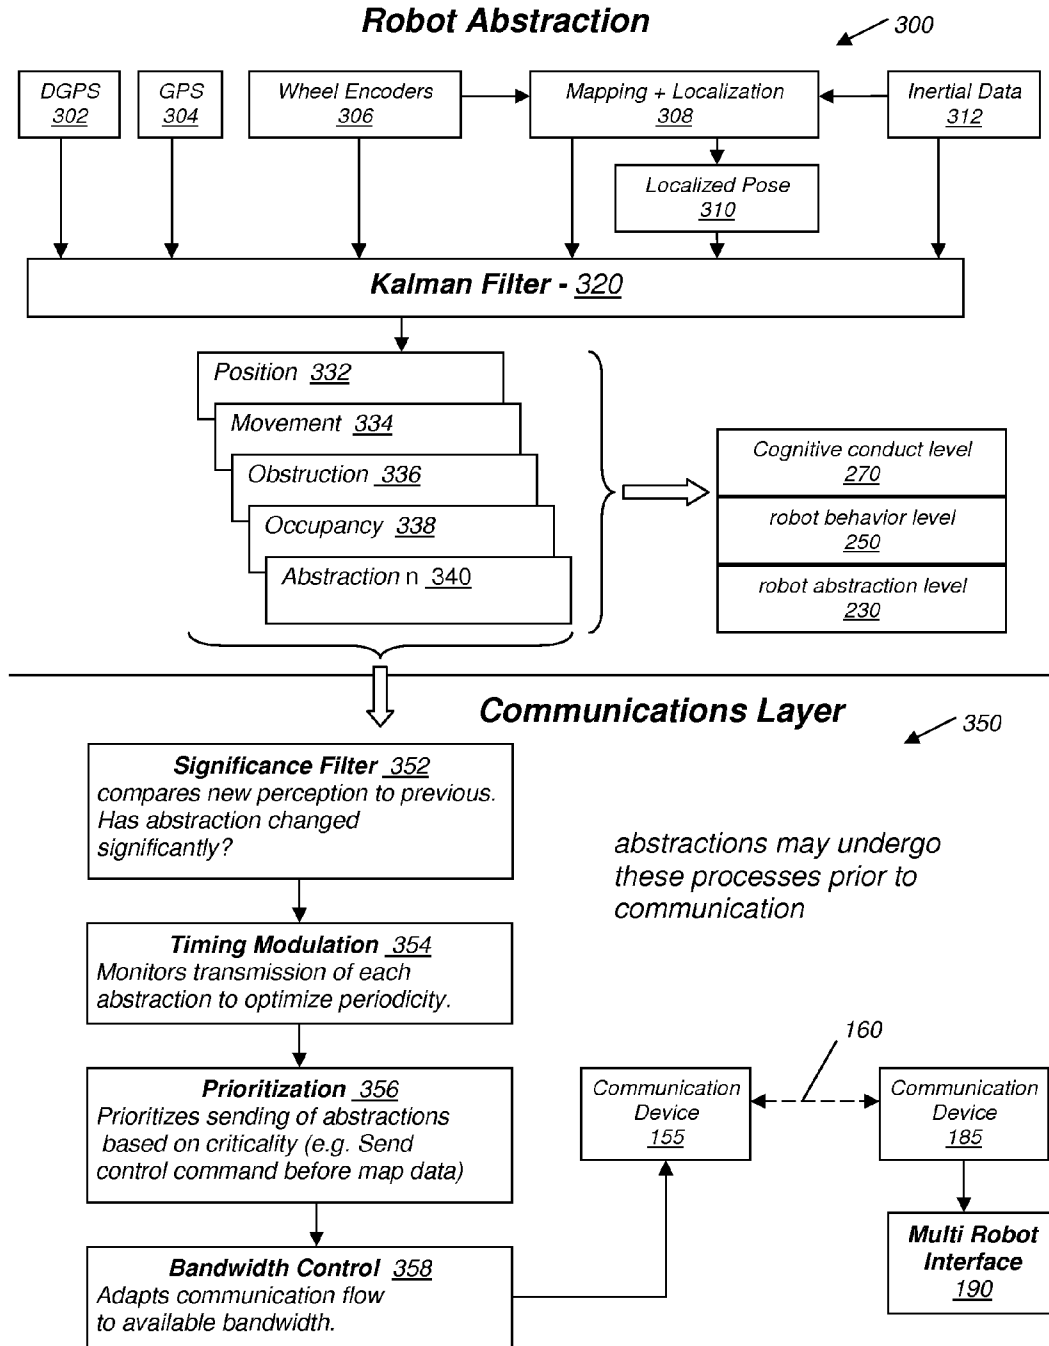 Robot Abstraction
300
DGPS
302
GPS
304
Wheel Encoders
306
Mapping + Localization
308
Inertial Data
312
Localized Pose
310
Kalman Filter - 320
Position 332
Movement 334
Obstruction 336
Occupancy 338
Abstraction n 340
Cognitive conduct level
270
robot behavior level
250
robot abstraction level
230
Communications Layer
350
Significance Filter 352
compares new perception to previous.
Has abstraction changed
significantly?
abstractions may undergo
these processes prior to
communication
Timing Modulation 354
Monitors transmission of each
abstraction to optimize periodicity.
160
Prioritization 356
Prioritizes sending of abstractions
based on criticality (e.g. Send
control command before map data)
Communication
Device
155
Communication
Device
185
Multi Robot
Interface
190
Bandwidth Control 358
Adapts communication flow
to available bandwidth.